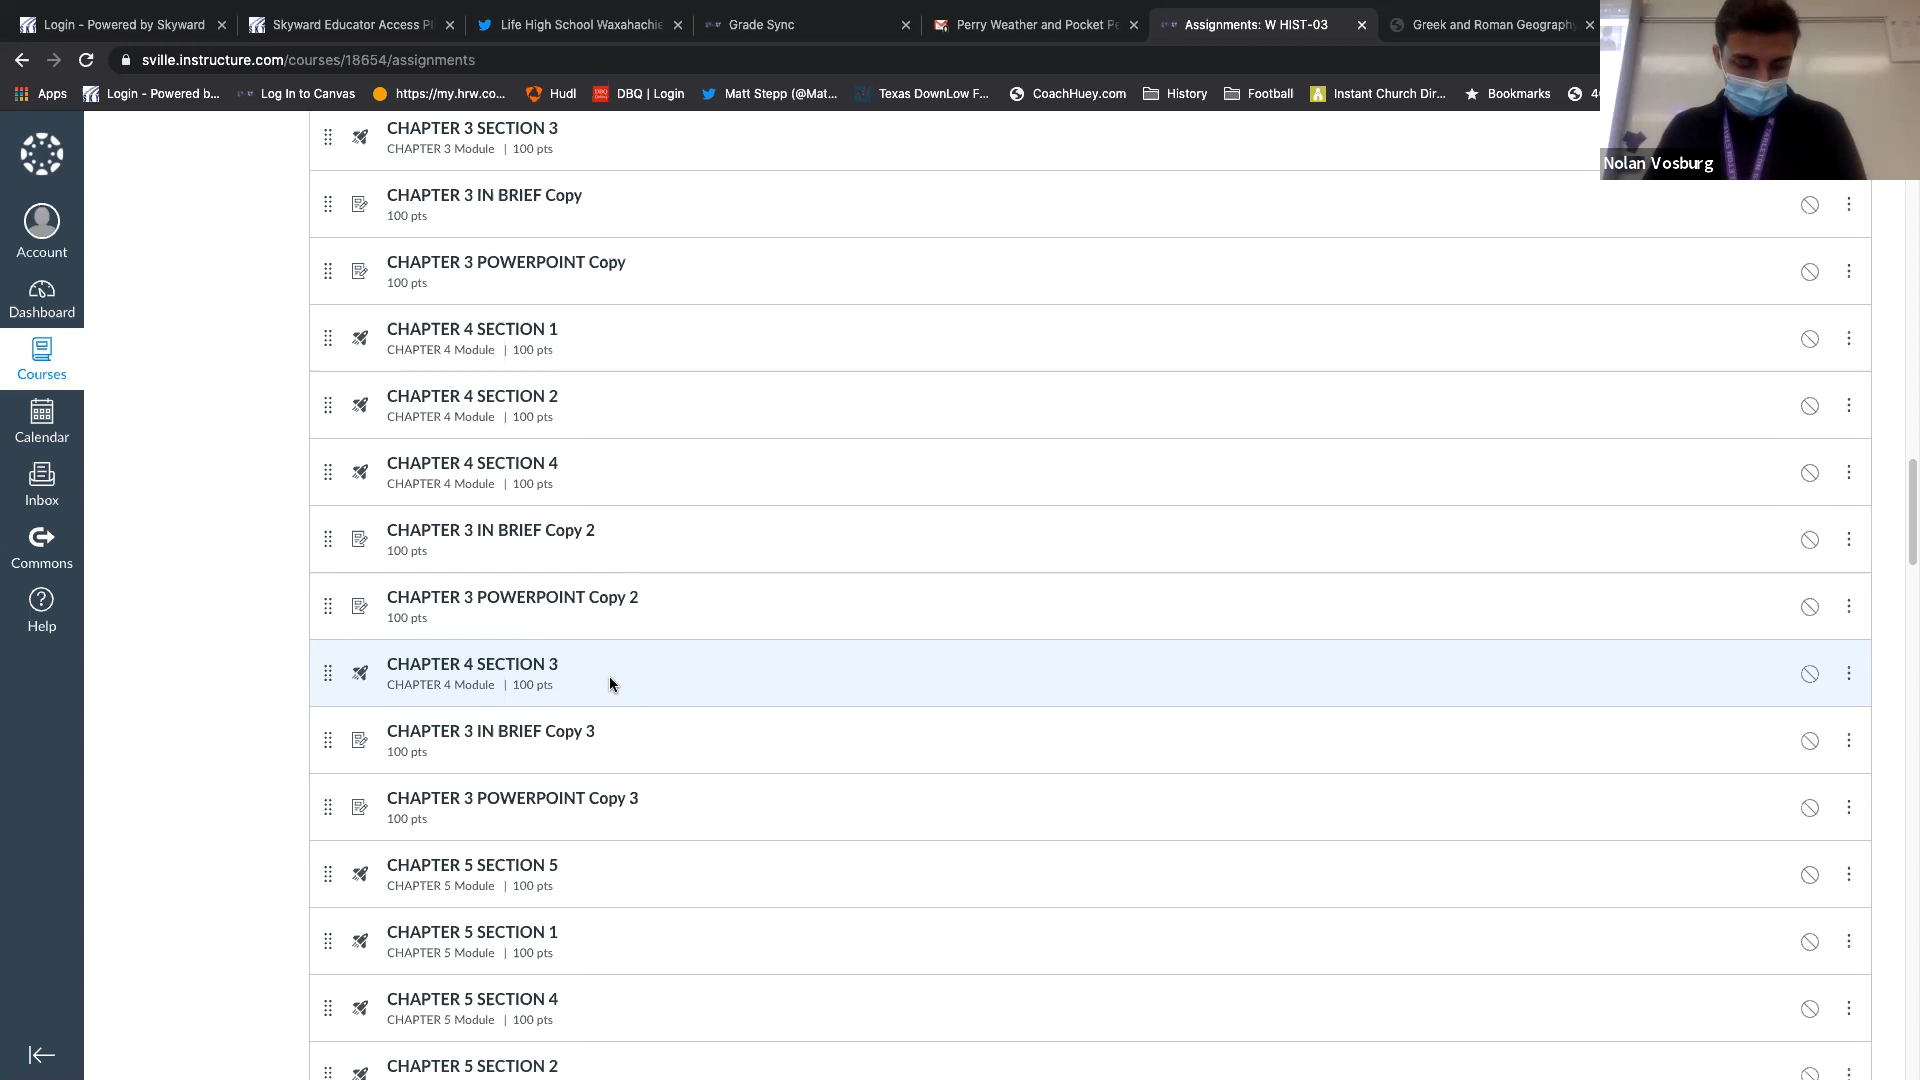 Login - Powered by Skyward
Skyward Educator Access Pl
Life High School Waxahachie
Grade Sync
Perry Weather and Pocket Pe
Assignments: W HIST-03
Greek and Roman Geography
sville.instructure.com/courses/18654/assignments
Apps
Login - Powered b...
Log In to Canvas
https://my.hrw.co...
Hudl
DBQ | Login
Matt Stepp (@Mat...
Texas DownLow F...
CoachHuey.com
History
Football
Instant Church Dir...
Bookmarks
Nolan Vosburg
Account
Dashboard
Courses
Calendar
Inbox
Commons
Help
CHAPTER 3 SECTION 3
CHAPTER 3 Module | 100 pts
CHAPTER 3 IN BRIEF Copy
100 pts
CHAPTER 3 POWERPOINT Copy
100 pts
CHAPTER 4 SECTION 1
CHAPTER 4 Module | 100 pts
CHAPTER 4 SECTION 2
CHAPTER 4 Module | 100 pts
CHAPTER 4 SECTION 4
CHAPTER 4 Module | 100 pts
CHAPTER 3 IN BRIEF Copy 2
100 pts
CHAPTER 3 POWERPOINT Copy 2
100 pts
CHAPTER 4 SECTION 3
CHAPTER 4 Module | 100 pts
CHAPTER 3 IN BRIEF Copy 3
100 pts
CHAPTER 3 POWERPOINT Copy 3
100 pts
CHAPTER 5 SECTION 5
CHAPTER 5 Module | 100 pts
CHAPTER 5 SECTION 1
CHAPTER 5 Module | 100 pts
CHAPTER 5 SECTION 4
CHAPTER 5 Module | 100 pts
CHAPTER 5 SECTION 2